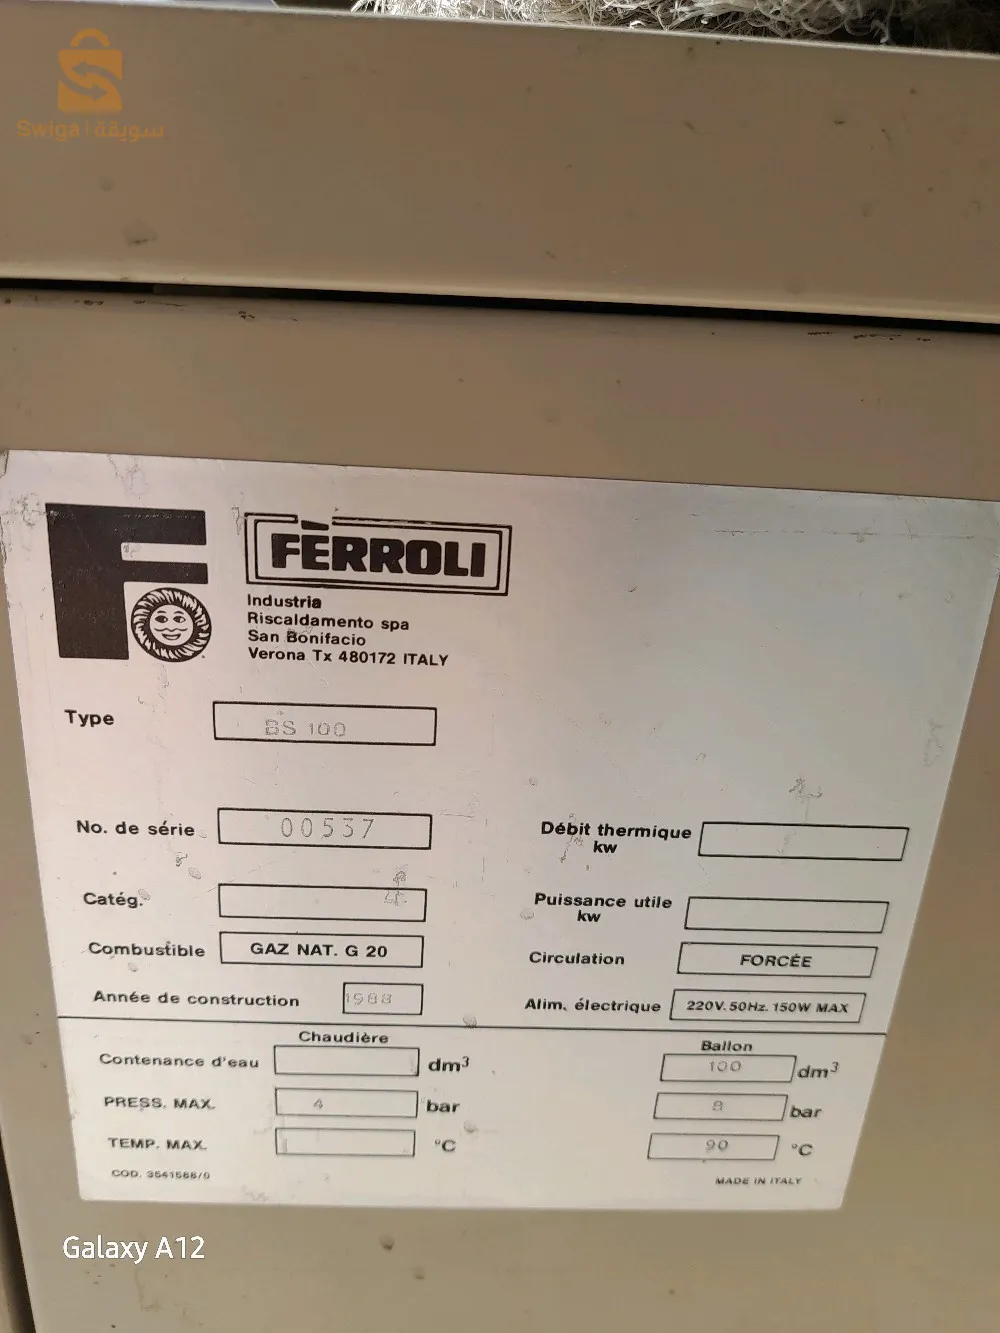 Swiga | سويقة
FÈRROLI
Industria
Riscaldamento spa
San Bonifacio
Verona Tx 480172 ITALY
Type BS 100
No. de série 00537
Débit thermique
kw
Catég.
Puissance utile
kw
Combustible GAZ NAT. G 20
Circulation FORCÉE
Année de construction 1988
Alim. électrique 220V. 50Hz. 150W MAX
Chaudière Ballon
Contenance d'eau dm³ 100 dm³
PRESS. MAX. 4 bar 8 bar
TEMP. MAX. °C 90 °C
COD. 3541566/0
MADE IN ITALY
Galaxy A12